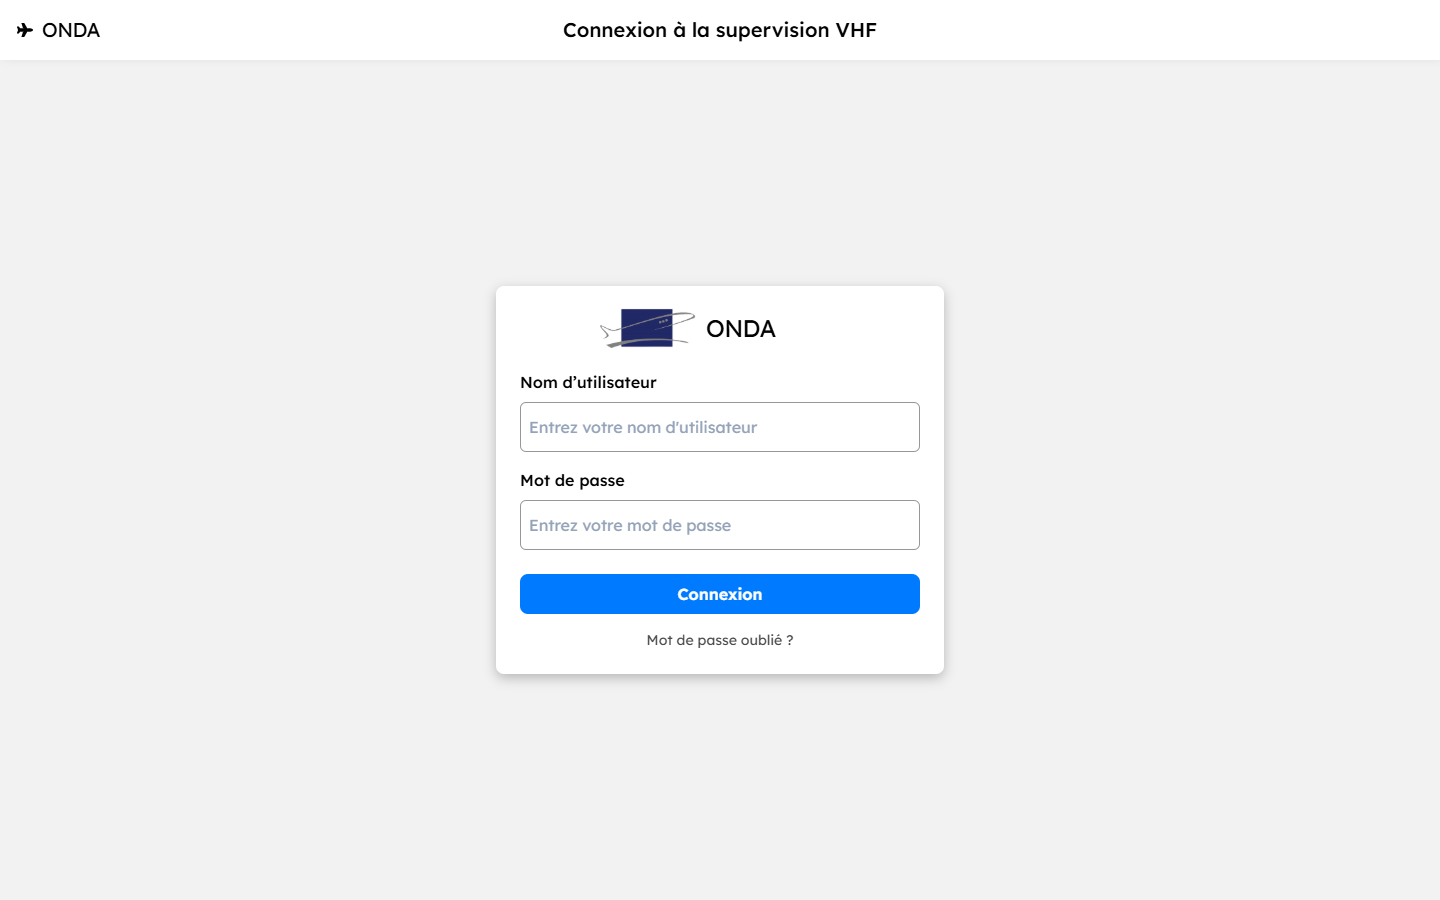 ONDA
Connexion à la supervision VHF
ONDA
Nom d’utilisateur
Entrez votre nom d'utilisateur
Mot de passe
Entrez votre mot de passe
Connexion
Mot de passe oublié ?